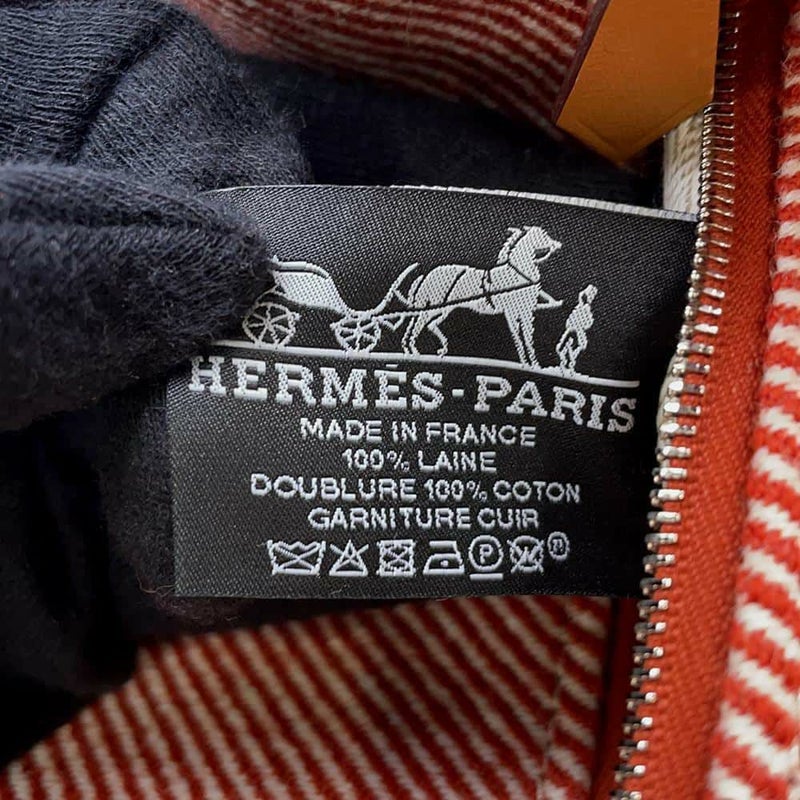 HERMÈS-PARIS
MADE IN FRANCE
100% LAINE
DOUBLURE 100% COTON
GARNITURE CUIR
P W